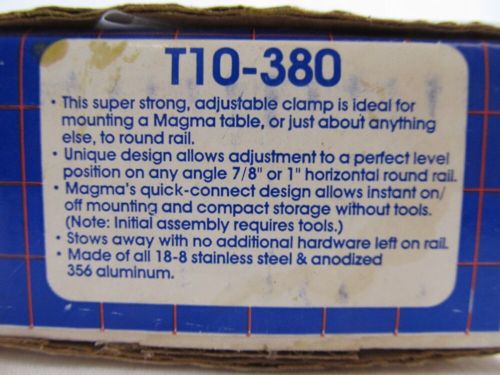 T10-380
• This super strong, adjustable clamp is ideal for
mounting a Magma table, or just about anything
else, to round rail.
• Unique design allows adjustment to a perfect level
position on any angle 7/8" or 1" horizontal round rail.
• Magma's quick-connect design allows instant on/
off mounting and compact storage without tools.
(Note: Initial assembly requires tools.)
• Stows away with no additional hardware left on rail.
• Made of all 18-8 stainless steel & anodized
356 aluminum.